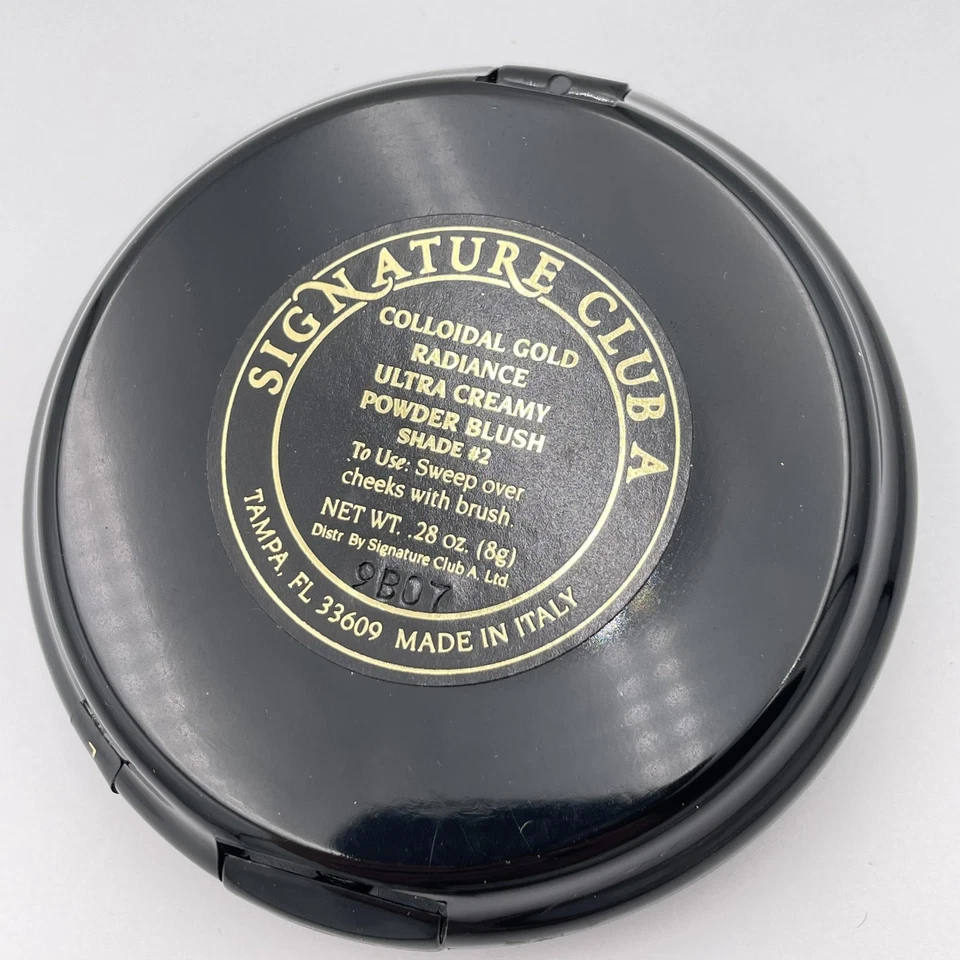 SIGNATURE CLUB A
COLLOIDAL GOLD
RADIANCE
ULTRA CREAMY
POWDER BLUSH
SHADE #2
To Use: Sweep over
cheeks with brush
NET WT. .28 oz. (8g)
Distr By Signature Club A. Ltd
9B07
TAMPA, FL 33609 MADE IN ITALY